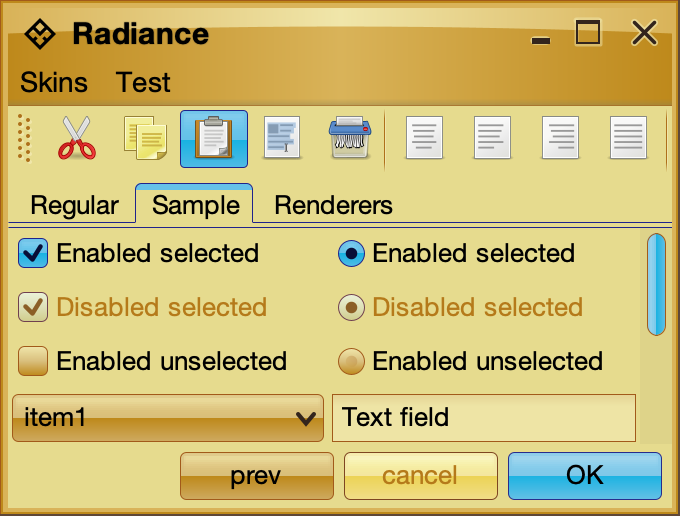 Radiance
Skins Test
Regular Sample Renderers
Enabled selected Enabled selected
Disabled selected Disabled selected
Enabled unselected Enabled unselected
item1 Text field
prev cancel OK